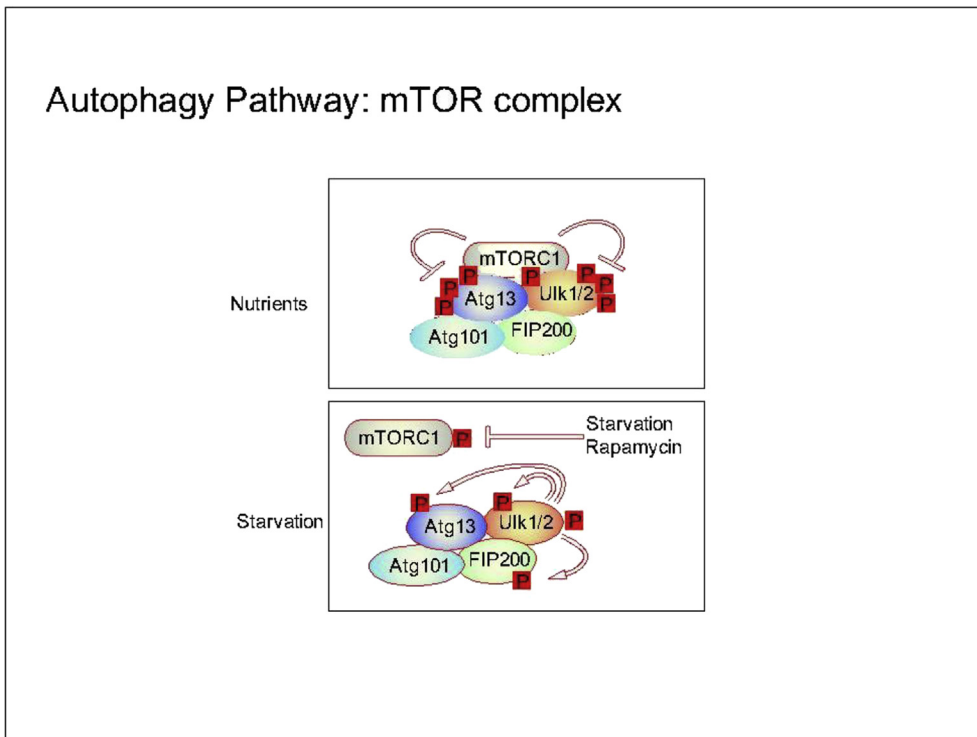 Autophagy Pathway: mTOR complex
Nutrients
mTORC1
P P P P P P P
Atg13 Ulk1/2
Atg101 FIP200
Starvation
mTORC1 P
Starvation
Rapamycin
P P P
Atg13 Ulk1/2
Atg101 FIP200
P